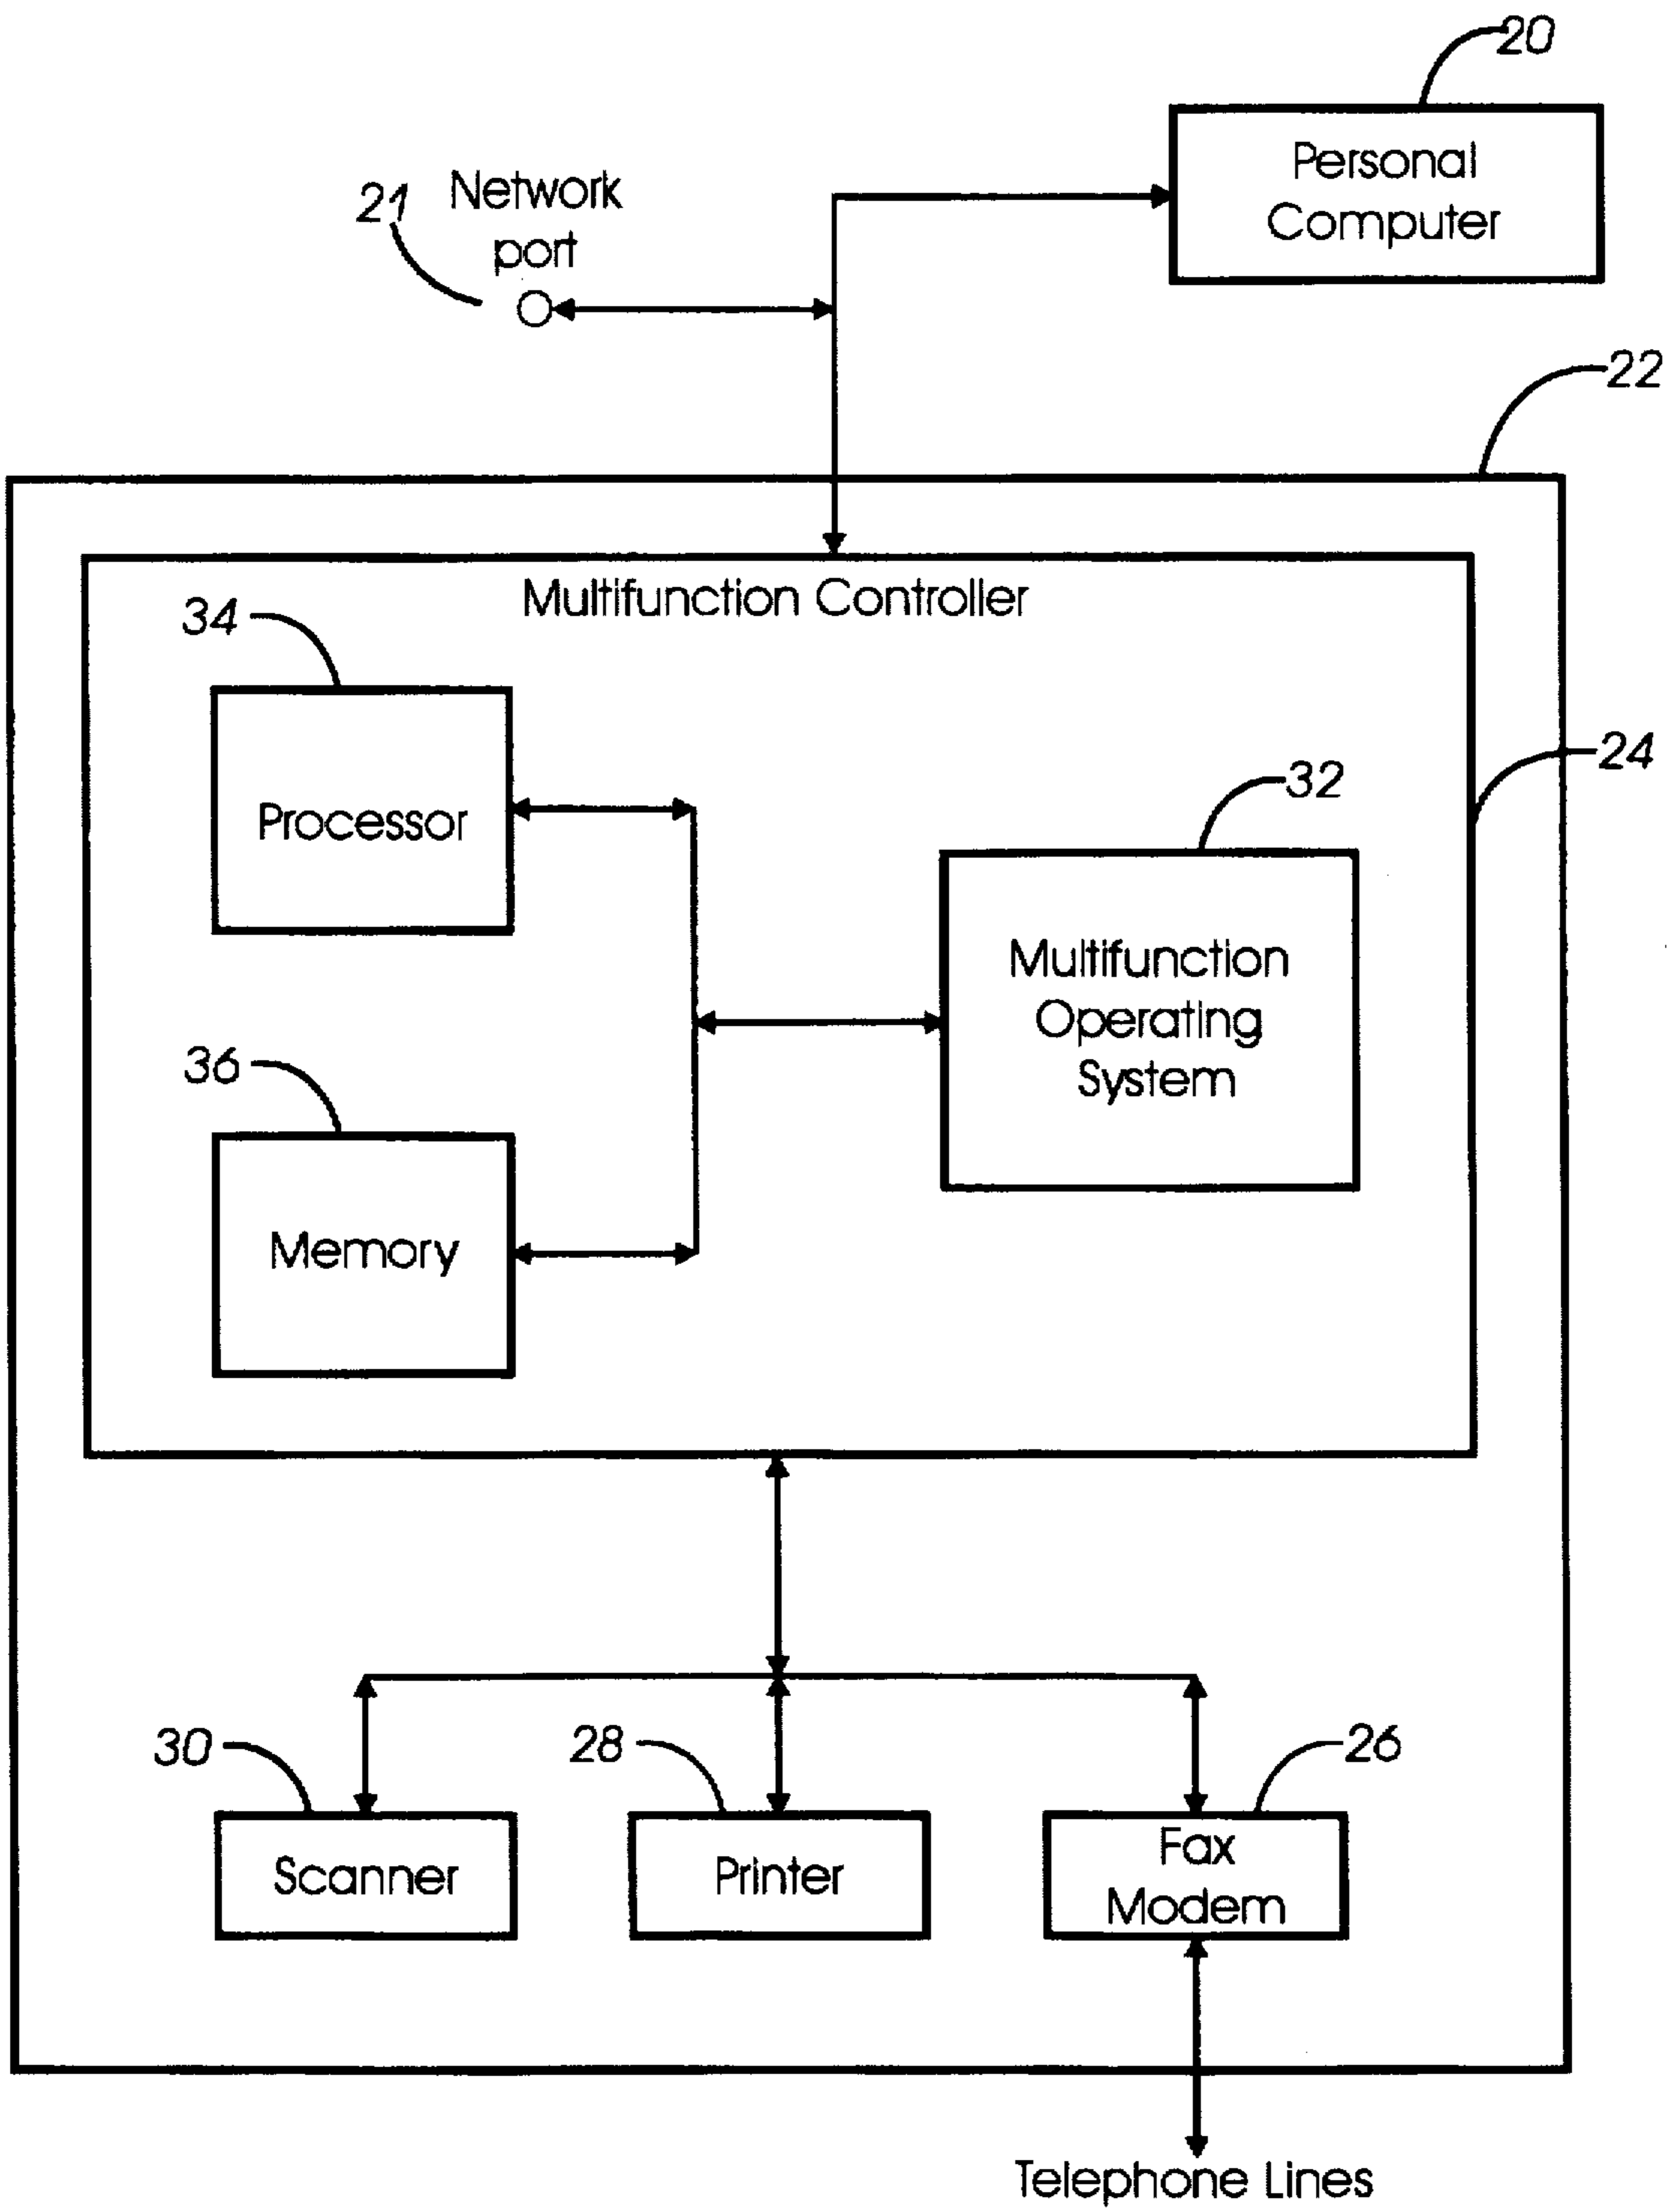 20
Personal
Computer
21
Network
port
22
Multifunction Controller
34
Processor
24
32
Multifunction
Operating
System
36
Memory
30
28
26
Scanner
Printer
Fax
Modem
Telephone Lines